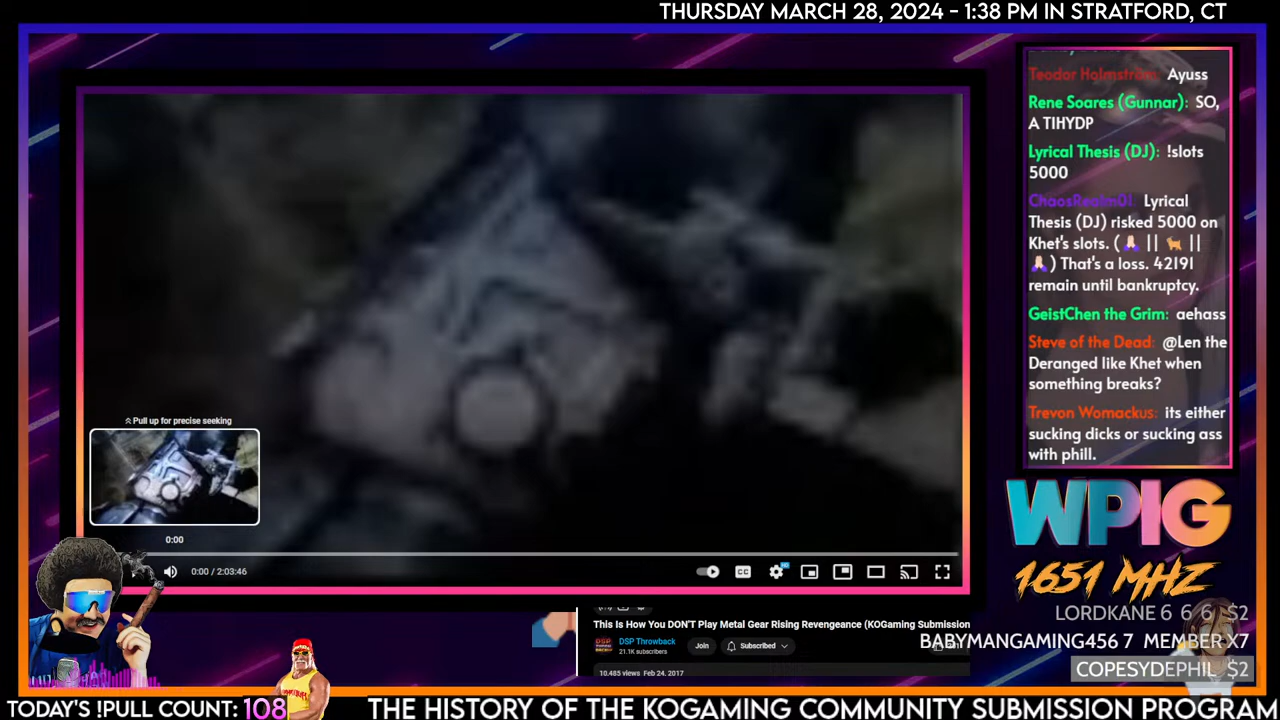 THURSDAY MARCH 28, 2024 - 1:38 PM IN STRATFORD, CT
Teodor Holmström: Ayuss
Rene Soares (Gunnar): SO,
A TIHYDP
Lyrical Thesis (DJ): !slots
5000
ChaosRealm01: Lyrical
Thesis (DJ) risked 5000 on
Khet's slots. ( || ||
) That's a loss. 42191
remain until bankruptcy.
GeistChen the Grim: aehass
Steve of the Dead: @Len the
Deranged like Khet when
something breaks?
Trevon Womackus: its either
sucking dicks or sucking ass
with phill.
Pull up for precise seeking
0:00
0:00 / 2:03:46
CC
HD
WPIG
1651 MHZ
LORDKANE 6 6 6 $2
BABYMANGAMING456 7 MEMBER X7
COPESYDEPHIL $2
This Is How You DON'T Play Metal Gear Rising Revengeance (KOGaming Submission
DSP Throwback
21.1K subscribers
Join
Subscribed
10,485 views Feb 24, 2017
TODAY'S !PULL COUNT: 108
THE HISTORY OF THE KOGAMING COMMUNITY SUBMISSION PROGRAM